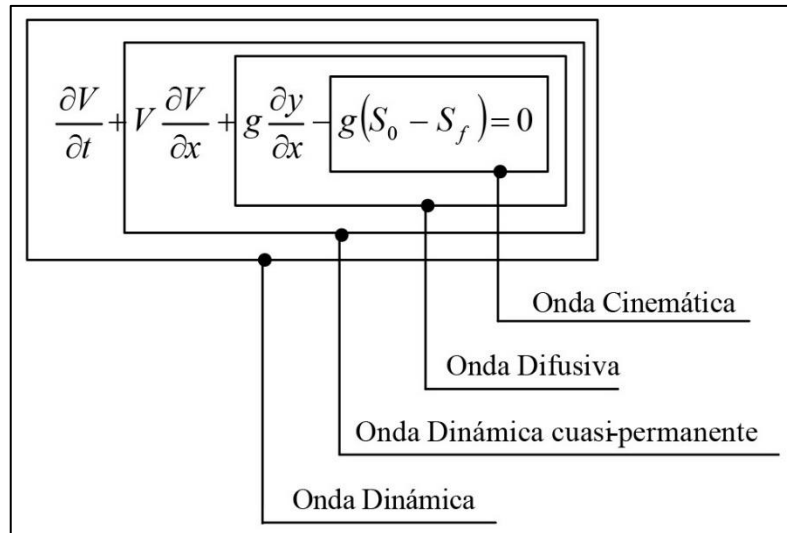 ∂V/∂t + V ∂V/∂x + g ∂y/∂x − g(S₀ − S_f) = 0
Onda Cinemática
Onda Difusiva
Onda Dinámica cuasi-permanente
Onda Dinámica